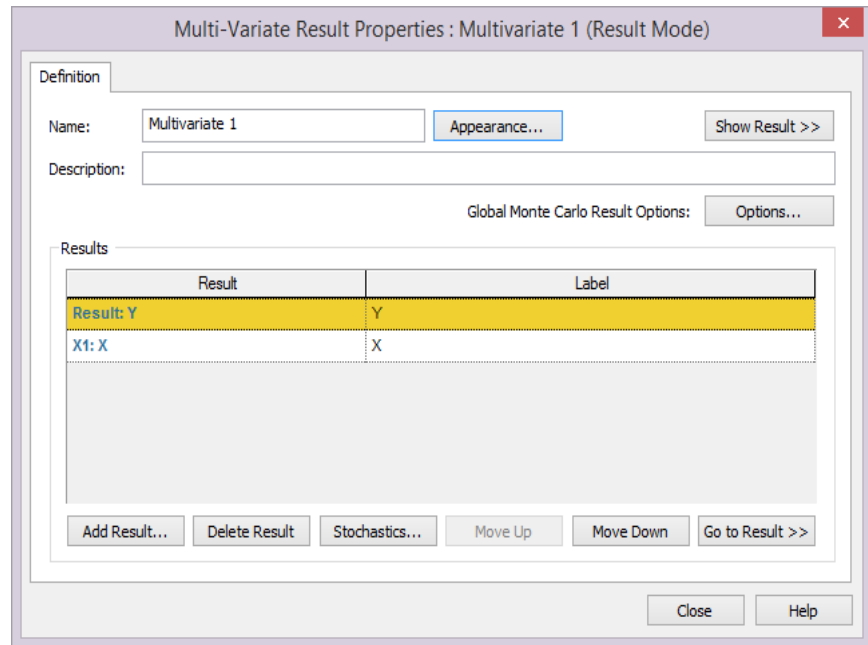 Multi-Variate Result Properties : Multivariate 1 (Result Mode)
Definition
Name: Multivariate 1 Appearance... Show Result >>
Description:
Global Monte Carlo Result Options: Options...
Results
Result Label
Result: Y Y
X1: X X
Add Result... Delete Result Stochastics... Move Up Move Down Go to Result >>
Close Help